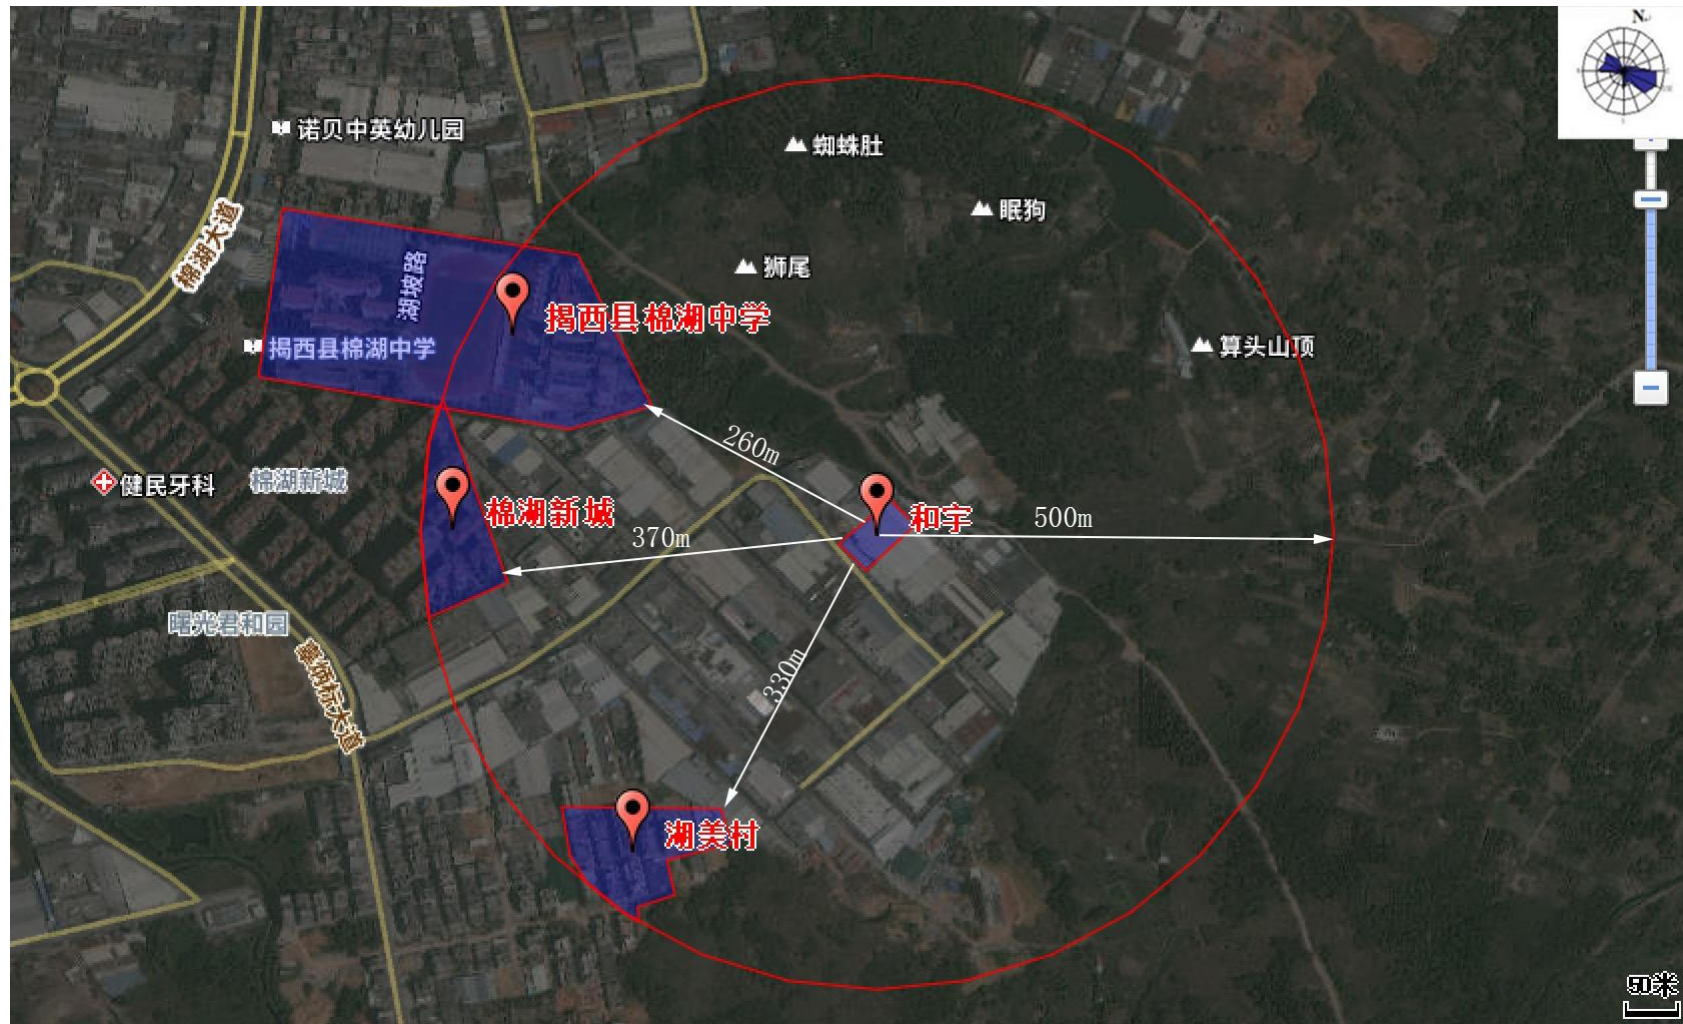 N
诺贝中英幼儿园
蜘蛛肚
眠狗
棉湖大道
狮尾
湖坡路
揭西县棉湖中学
揭西县棉湖中学
算头山顶
260m
健民牙科
棉湖新城
棉湖新城
和宇
500m
370m
曙光君和园
330m
湖美村
50米